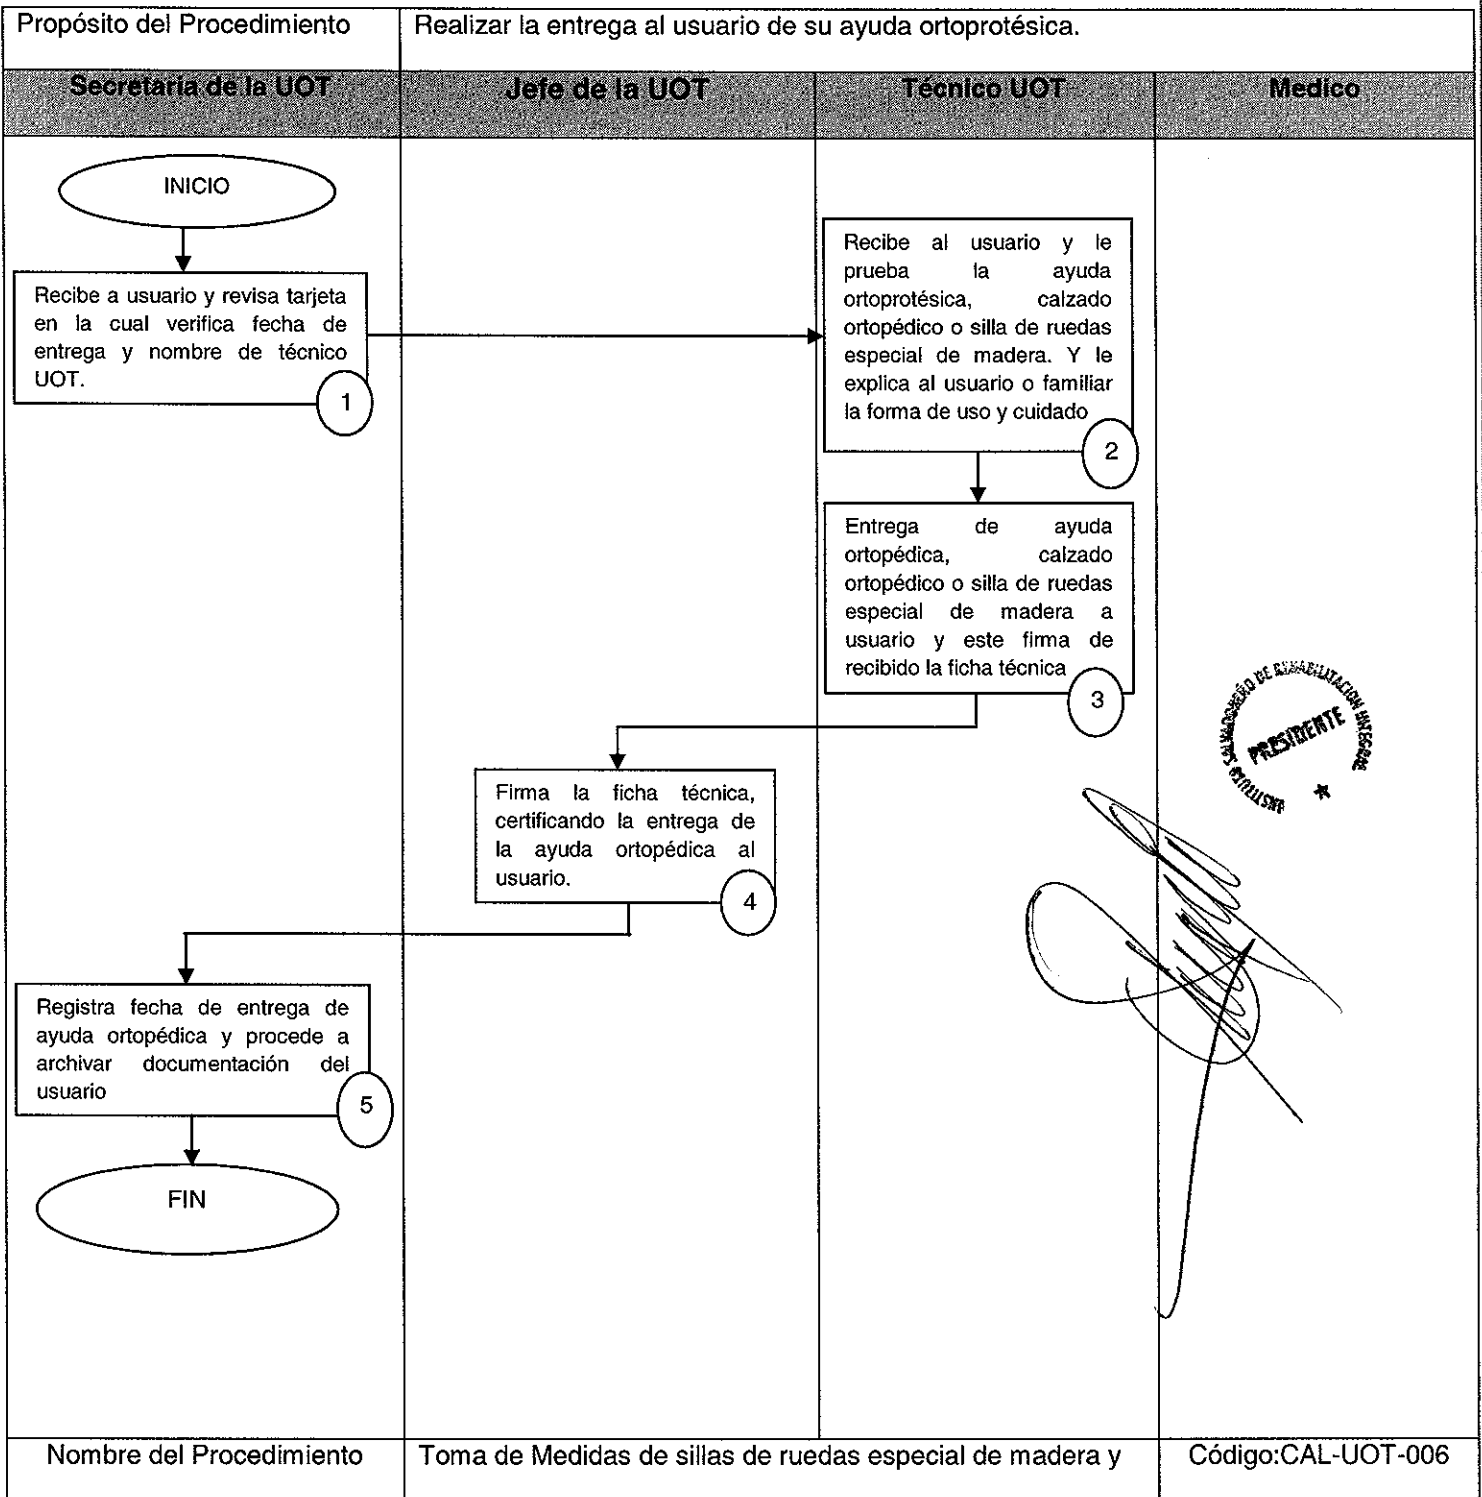 Propósito del Procedimiento
Realizar la entrega al usuario de su ayuda ortoprotésica.
Secretaria de la UOT
Jefe de la UOT
Técnico UOT
Medico
INICIO
Recibe a usuario y revisa tarjeta
en la cual verifica fecha de
entrega y nombre de técnico
UOT.
1
Recibe al usuario y le
prueba la ayuda
ortoprotésica, calzado
ortopédico o silla de ruedas
especial de madera. Y le
explica al usuario o familiar
la forma de uso y cuidado
2
Entrega de ayuda
ortopédica, calzado
ortopédico o silla de ruedas
especial de madera a
usuario y este firma de
recibido la ficha técnica
3
INSTITUTO SALVADOREÑO DE REHABILITACION INTEGRAL
PRESIDENTE
Firma la ficha técnica,
certificando la entrega de
la ayuda ortopédica al
usuario.
4
Registra fecha de entrega de
ayuda ortopédica y procede a
archivar documentación del
usuario
5
FIN
Nombre del Procedimiento
Toma de Medidas de sillas de ruedas especial de madera y
Código:CAL-UOT-006